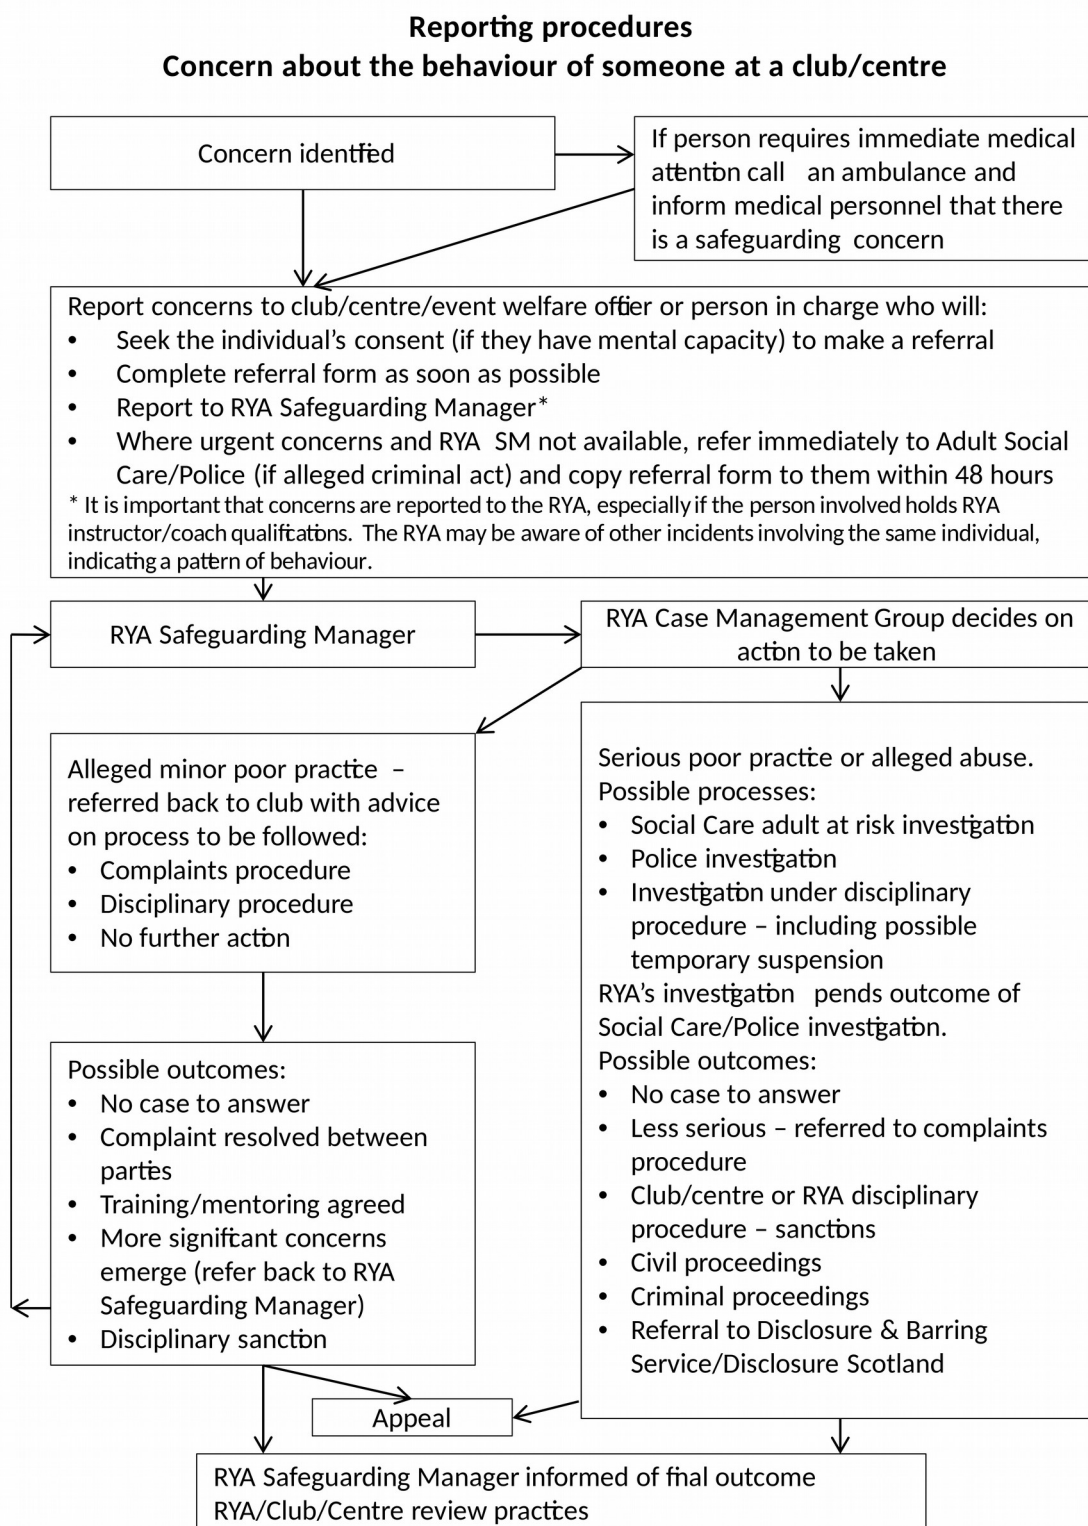 Reporting procedures
Concern about the behaviour of someone at a club/centre
Concern identified
If person requires immediate medical
attention call an ambulance and
inform medical personnel that there
is a safeguarding concern
Report concerns to club/centre/event welfare officer or person in charge who will:
• Seek the individual’s consent (if they have mental capacity) to make a referral
• Complete referral form as soon as possible
• Report to RYA Safeguarding Manager*
• Where urgent concerns and RYA SM not available, refer immediately to Adult Social
Care/Police (if alleged criminal act) and copy referral form to them within 48 hours
* It is important that concerns are reported to the RYA, especially if the person involved holds RYA
instructor/coach qualifications. The RYA may be aware of other incidents involving the same individual,
indicating a pattern of behaviour.
RYA Safeguarding Manager
RYA Case Management Group decides on
action to be taken
Alleged minor poor practice –
referred back to club with advice
on process to be followed:
• Complaints procedure
• Disciplinary procedure
• No further action
Possible outcomes:
• No case to answer
• Complaint resolved between
parties
• Training/mentoring agreed
• More significant concerns
emerge (refer back to RYA
Safeguarding Manager)
• Disciplinary sanction
Serious poor practice or alleged abuse.
Possible processes:
• Social Care adult at risk investigation
• Police investigation
• Investigation under disciplinary
procedure – including possible
temporary suspension
RYA’s investigation pends outcome of
Social Care/Police investigation.
Possible outcomes:
• No case to answer
• Less serious – referred to complaints
procedure
• Club/centre or RYA disciplinary
procedure – sanctions
• Civil proceedings
• Criminal proceedings
• Referral to Disclosure & Barring
Service/Disclosure Scotland
Appeal
RYA Safeguarding Manager informed of final outcome
RYA/Club/Centre review practices